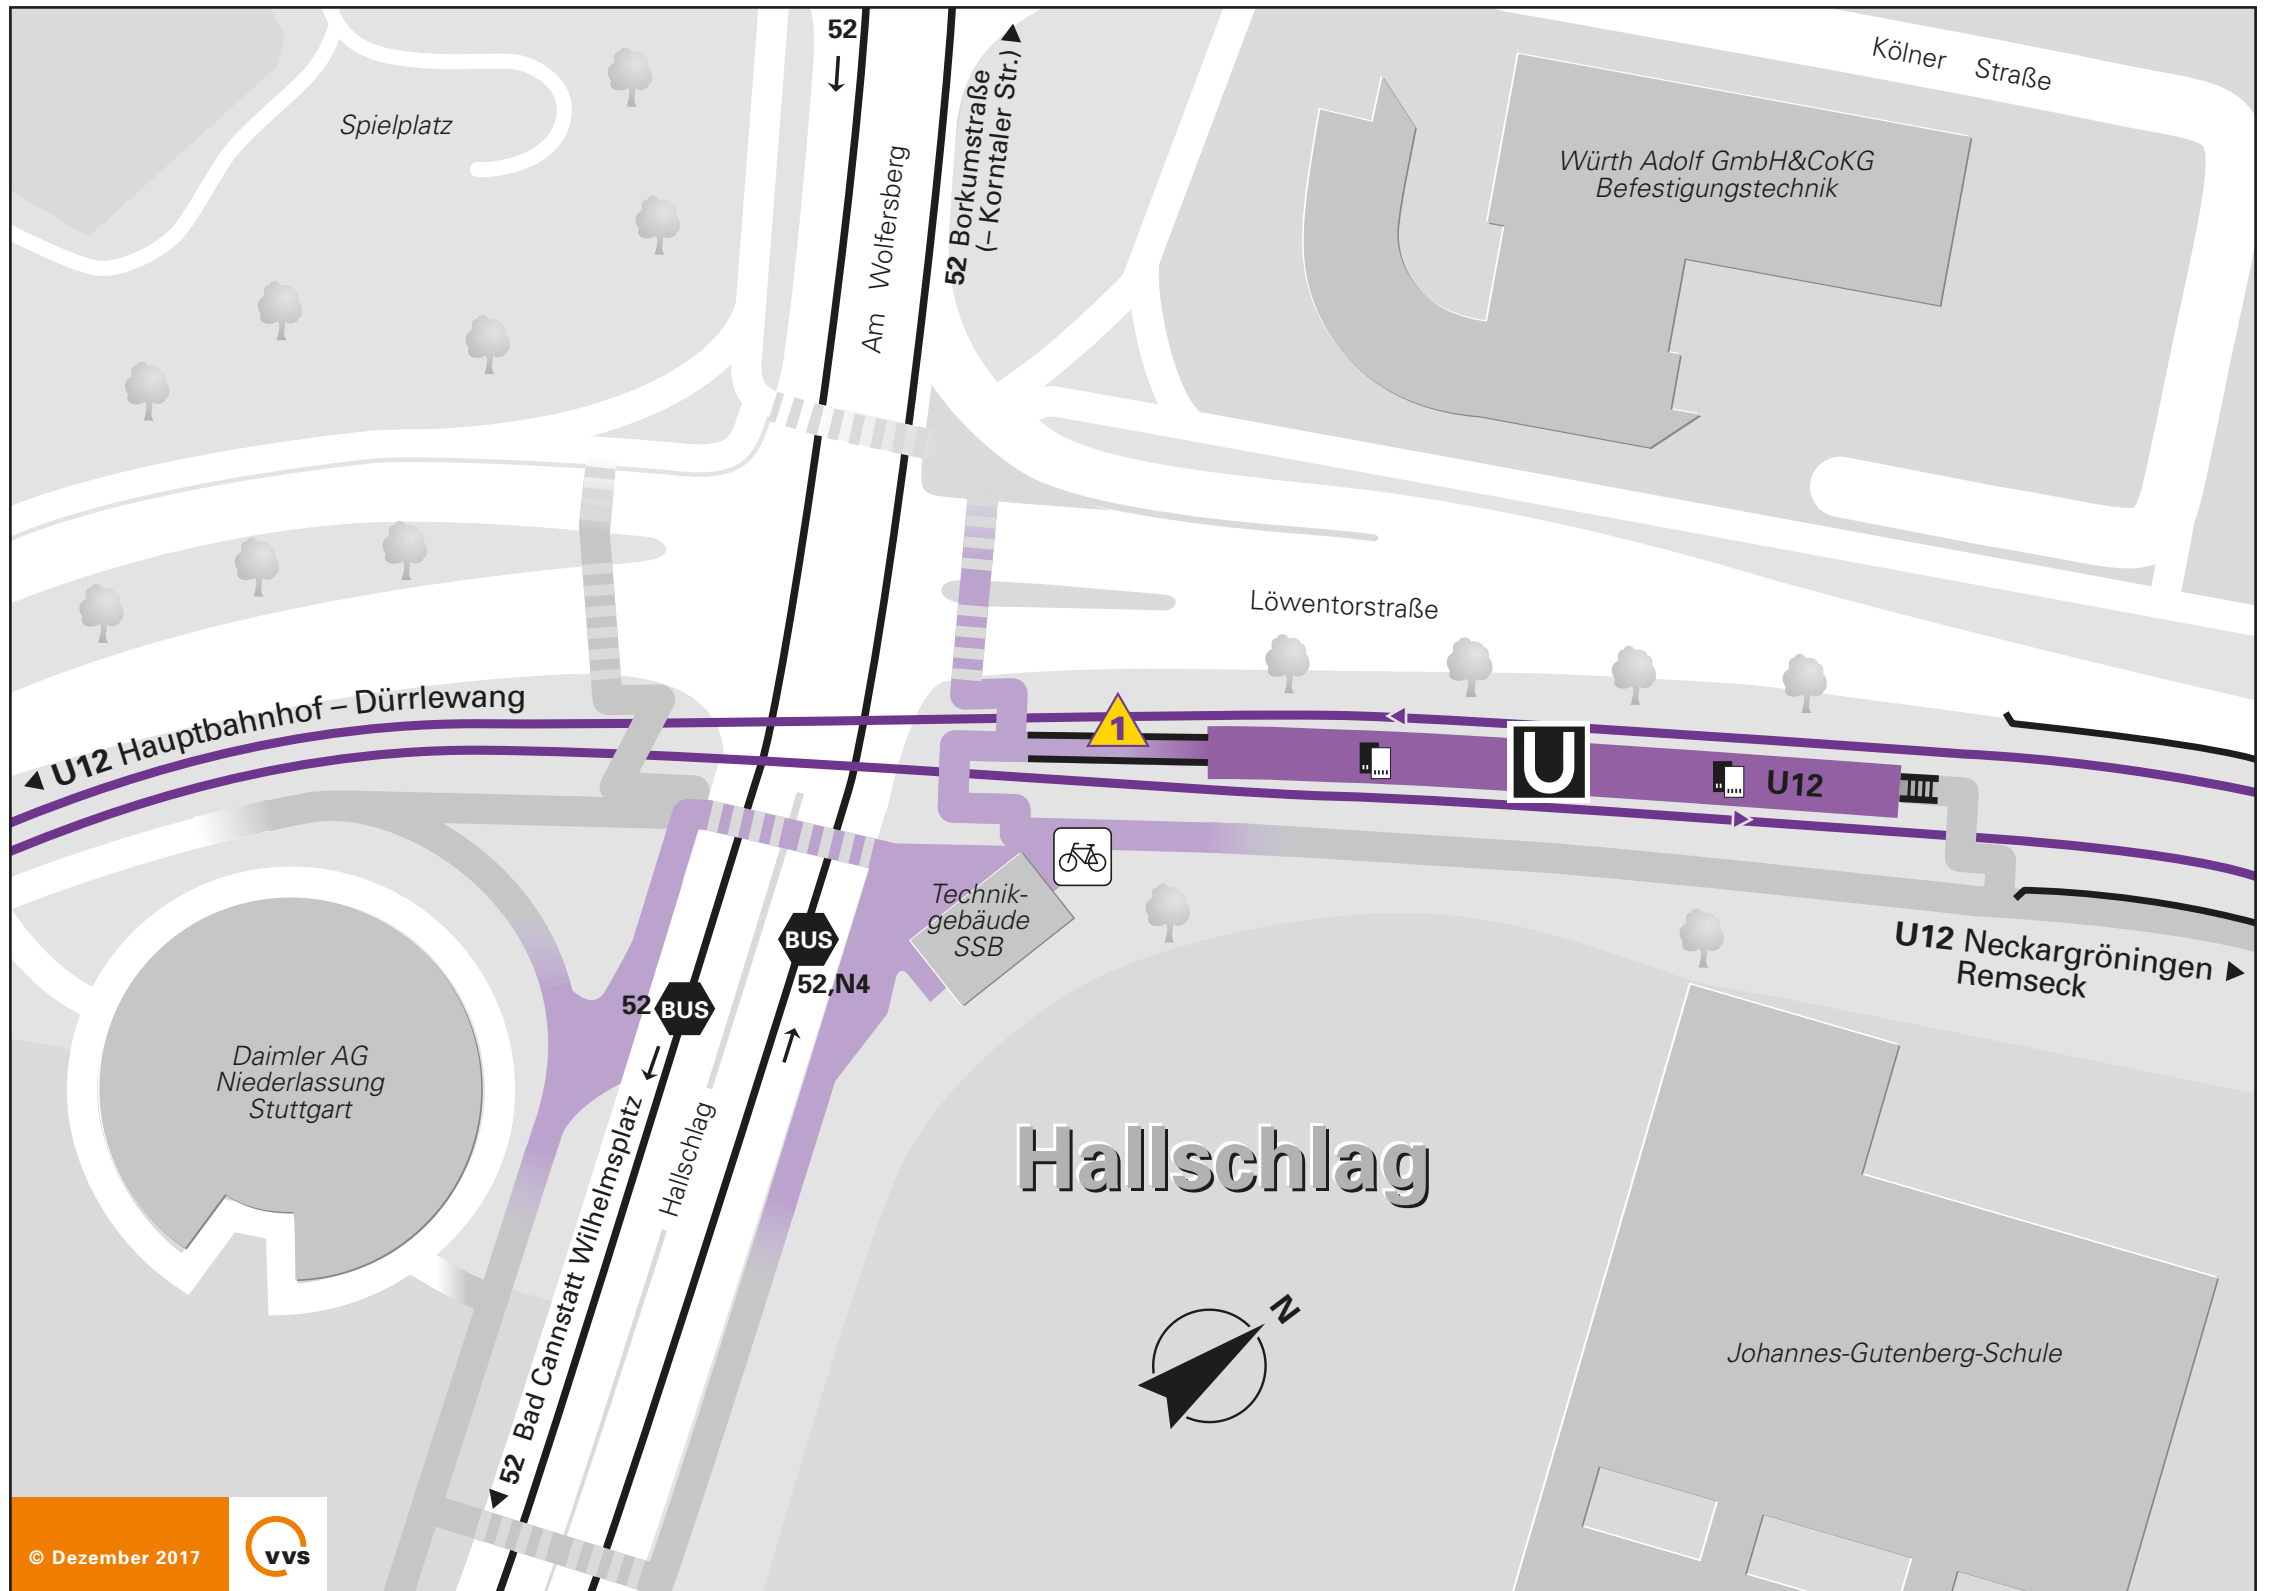 52
52 Borkumstraße
(– Korntaler Str.)
Kölner Straße
Spielplatz
Am Wolfersberg
Würth Adolf GmbH&CoKG
Befestigungstechnik
Löwentorstraße
U12 Hauptbahnhof – Dürrlewang
1
U
U12
Technik-
gebäude
SSB
BUS
52,N4
52
BUS
U12 Neckargröningen
Remseck
Daimler AG
Niederlassung
Stuttgart
Hallschlag
52 Bad Cannstatt Wilhelmsplatz
Hallschlag
N
Johannes-Gutenberg-Schule
© Dezember 2017
vvs